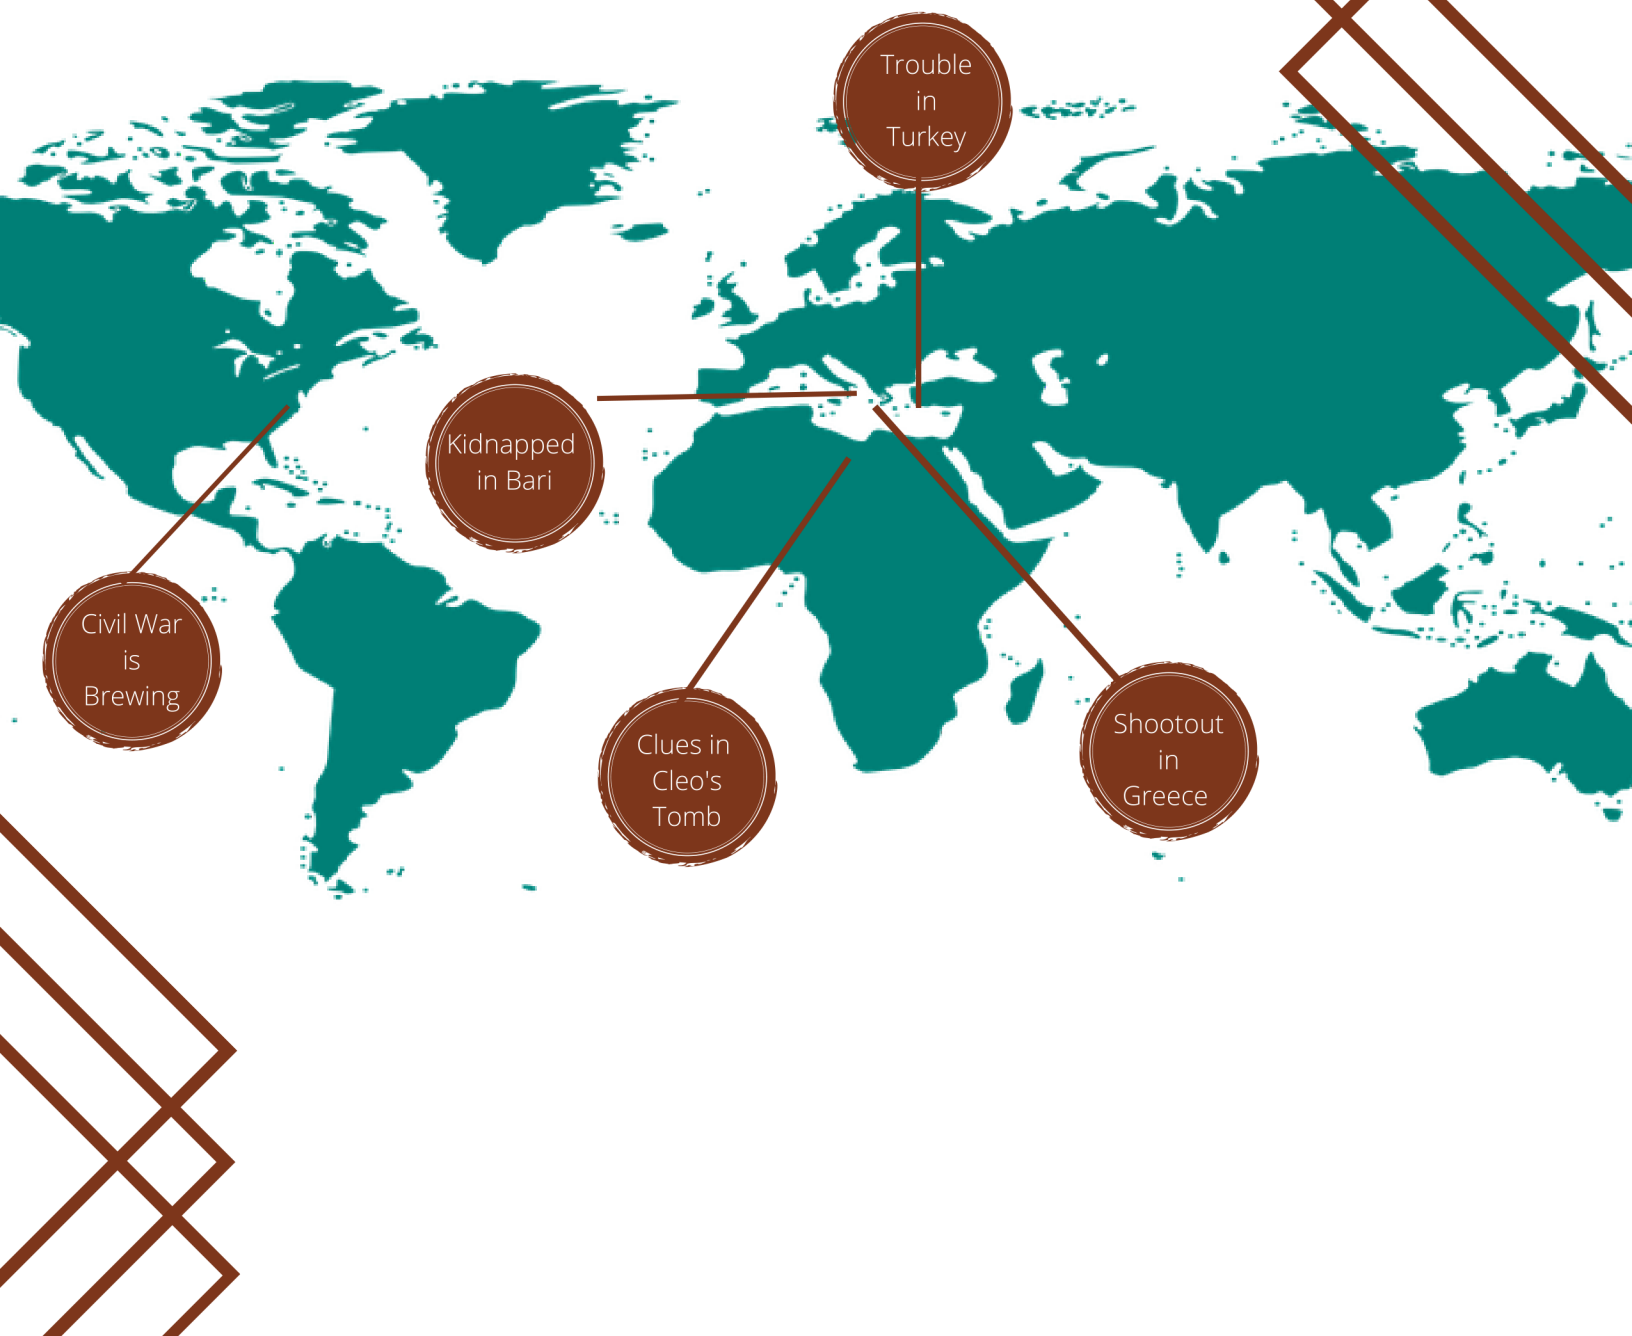 Trouble
in
Turkey
Kidnapped
in Bari
Civil War
is
Brewing
Clues in
Cleo's
Tomb
Shootout
in
Greece